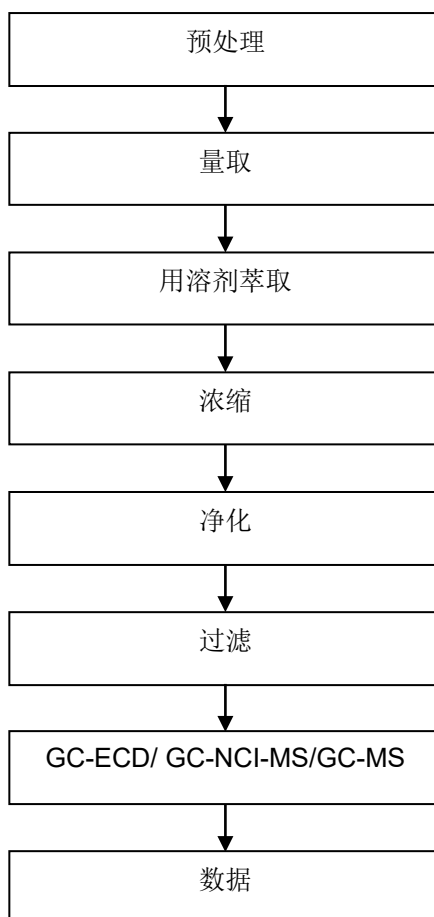 预处理
量取
用溶剂萃取
浓缩
净化
过滤
GC-ECD/ GC-NCI-MS/GC-MS
数据